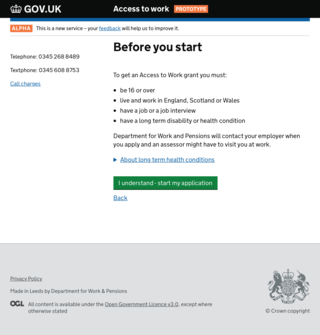 GOV.UK Access to work PROTOTYPE
ALPHA This is a new service – your feedback will help us to improve it.
Before you start
Telephone: 0345 268 8489
Textphone: 0345 608 8753
Call charges
To get an Access to Work grant you must:
• be 16 or over
• live and work in England, Scotland or Wales
• have a job or a job interview
• have a long term disability or health condition
Department for Work and Pensions will contact your employer when
you apply and an assessor might have to visit you at work.
About long term health conditions
I understand - start my application
Back
Privacy Policy
Made in Leeds by Department for Work & Pensions
OGL All content is available under the Open Government Licence v3.0, except where
otherwise stated
© Crown copyright